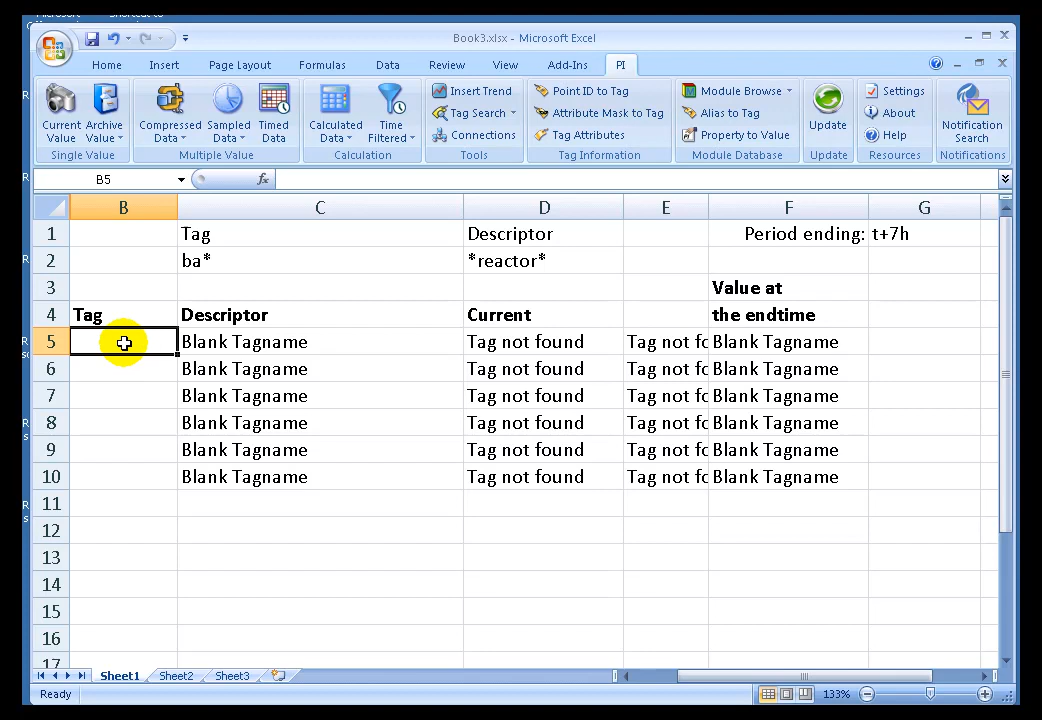 Book3.xlsx - Microsoft Excel
Home Insert Page Layout Formulas Data Review View Add-Ins PI
Current Value Archive Value
Compressed Data Sampled Data Timed Data
Calculated Data Time Filtered
Insert Trend
Tag Search
Connections
Point ID to Tag
Attribute Mask to Tag
Tag Attributes
Module Browse
Alias to Tag
Property to Value
Update
Settings
About
Help
Notification Search
Single Value Multiple Value Calculation Tools Tag Information Module Database Update Resources Notifications
B5 fx
B C D E F G
1 Tag Descriptor Period ending: t+7h
2 ba* *reactor*
3 Value at
4 Tag Descriptor Current the endtime
5 Blank Tagname Tag not found Tag not fo Blank Tagname
6 Blank Tagname Tag not found Tag not fo Blank Tagname
7 Blank Tagname Tag not found Tag not fo Blank Tagname
8 Blank Tagname Tag not found Tag not fo Blank Tagname
9 Blank Tagname Tag not found Tag not fo Blank Tagname
10 Blank Tagname Tag not found Tag not fo Blank Tagname
11
12
13
14
15
16
17
Sheet1 Sheet2 Sheet3
Ready 133%